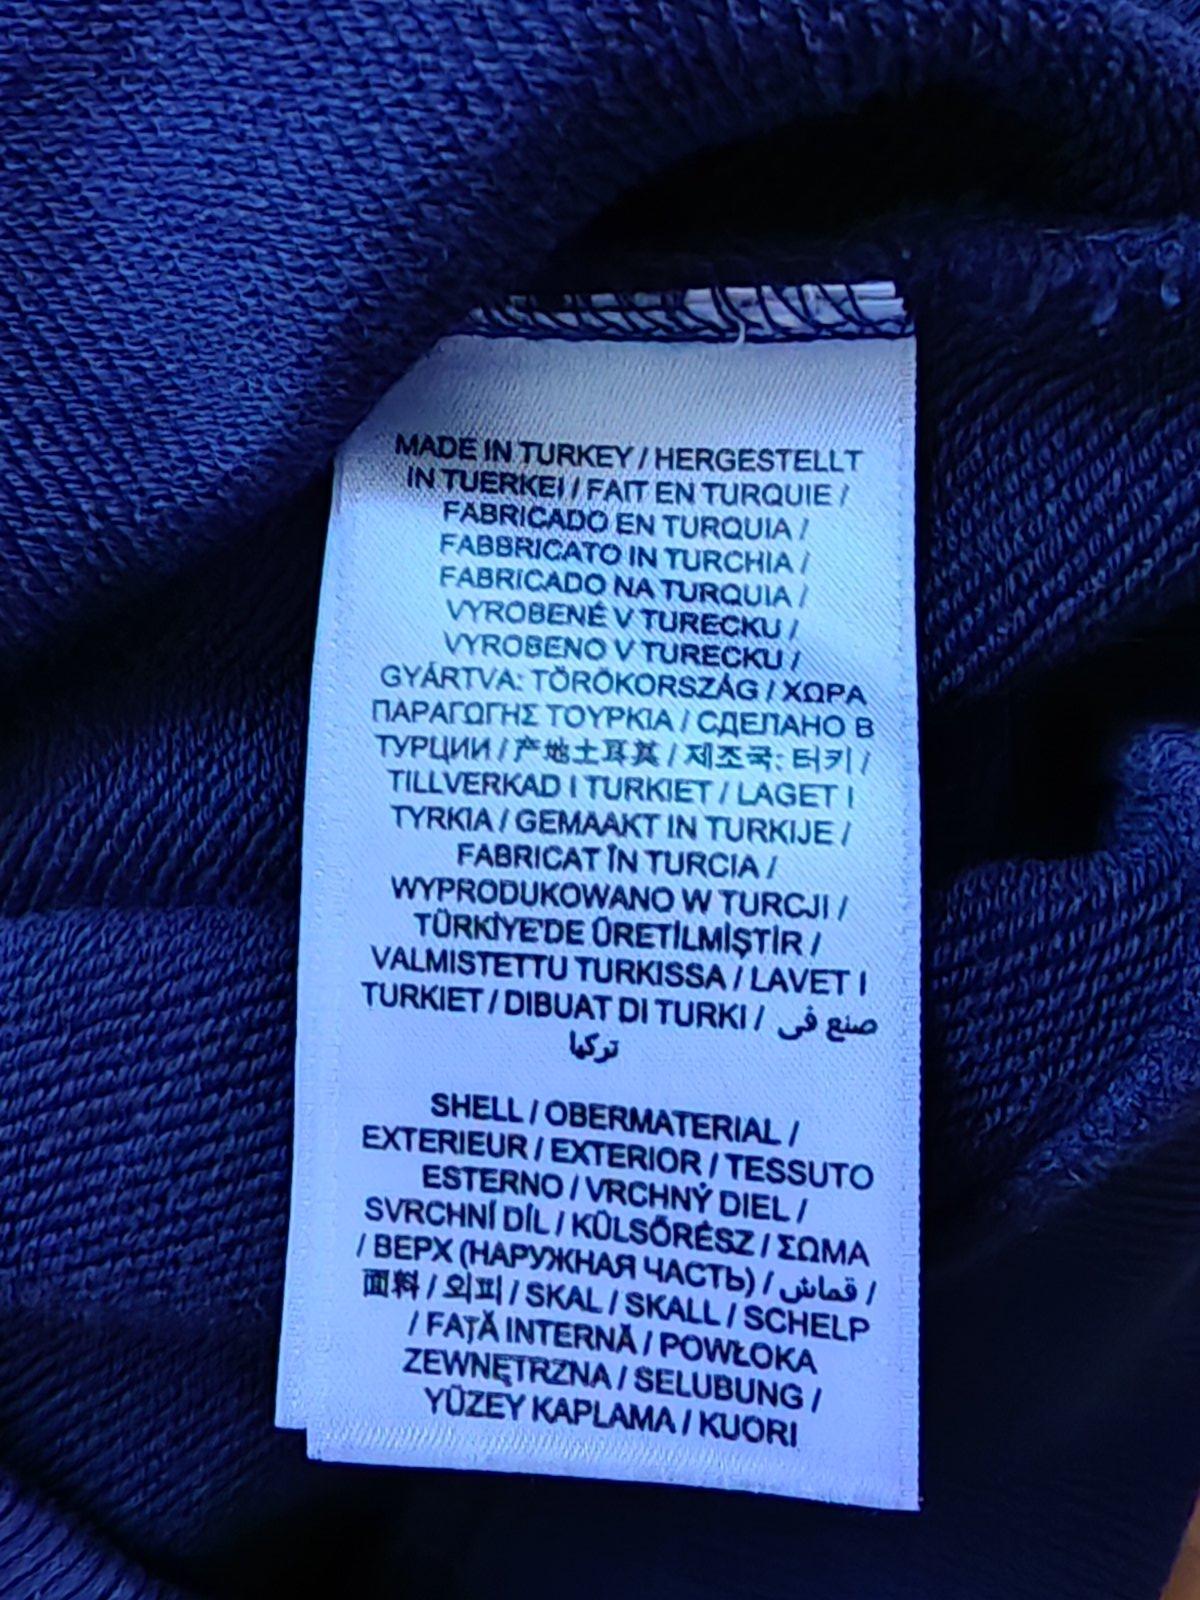 MADE IN TURKEY / HERGESTELLT
IN TUERKEI / FAIT EN TURQUIE /
FABRICADO EN TURQUIA /
FABBRICATO IN TURCHIA /
FABRICADO NA TURQUIA /
VYROBENÉ V TURECKU /
VYROBENO V TURECKU /
GYÁRTVA: TÖRÖKORSZÁG / ΧΩΡΑ
ΠΑΡΑΓΩΓΗΣ ΤΟΥΡΚΙΑ / СДЕЛАНО В
ТУРЦИИ / 产地土耳其 / 제조국: 터키 /
TILLVERKAD I TURKIET / LAGET I
TYRKIA / GEMAAKT IN TURKIJE /
FABRICAT ÎN TURCIA /
WYPRODUKOWANO W TURCJI /
TÜRKİYE'DE ÜRETİLMİŞTİR /
VALMISTETTU TURKISSA / LAVET I
TURKIET / DIBUAT DI TURKI / صنع فى
تركيا
SHELL / OBERMATERIAL /
EXTERIEUR / EXTERIOR / TESSUTO
ESTERNO / VRCHNÝ DIEL /
SVRCHNÍ DÍL / KÜLSŐRÉSZ / ΣΩΜΑ
/ ВЕРХ (НАРУЖНАЯ ЧАСТЬ) / قماش /
面料 / 외피 / SKAL / SKALL / SCHELP
/ FAȚĂ INTERNĂ / POWŁOKA
ZEWNĘTRZNA / SELUBUNG /
YÜZEY KAPLAMA / KUORI